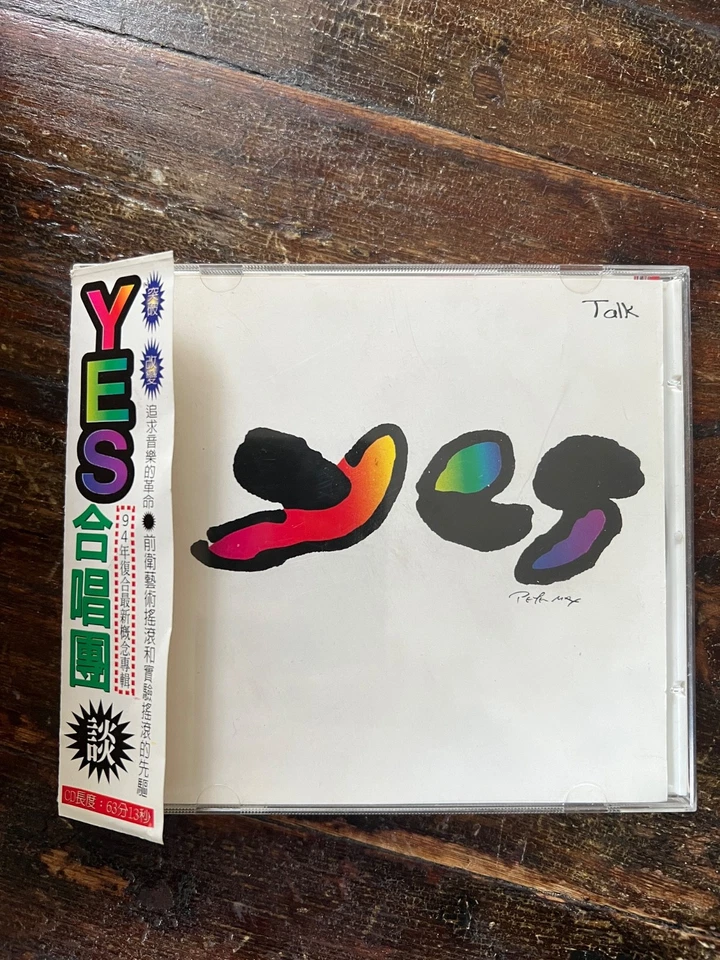 YES
合唱團
談
CD長度：63分13秒
94年復合最新概念專輯
改變
追求音樂的革命
前衛藝術搖滾和實驗搖滾的先驅
Talk
yes
Peter Max